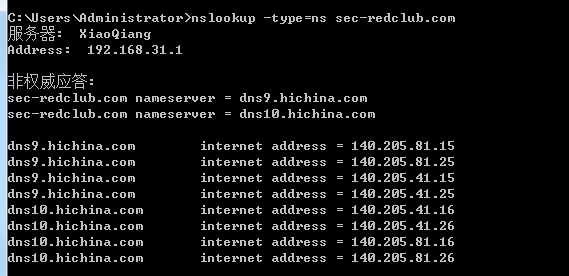 C:\Users\Administrator>nslookup -type=ns sec-redclub.com
服务器:  XiaoQiang
Address:  192.168.31.1
非权威应答:
sec-redclub.com nameserver = dns9.hichina.com
sec-redclub.com nameserver = dns10.hichina.com
dns9.hichina.com        internet address = 140.205.81.15
dns9.hichina.com        internet address = 140.205.81.25
dns9.hichina.com        internet address = 140.205.41.15
dns9.hichina.com        internet address = 140.205.41.25
dns10.hichina.com       internet address = 140.205.41.16
dns10.hichina.com       internet address = 140.205.41.26
dns10.hichina.com       internet address = 140.205.81.16
dns10.hichina.com       internet address = 140.205.81.26